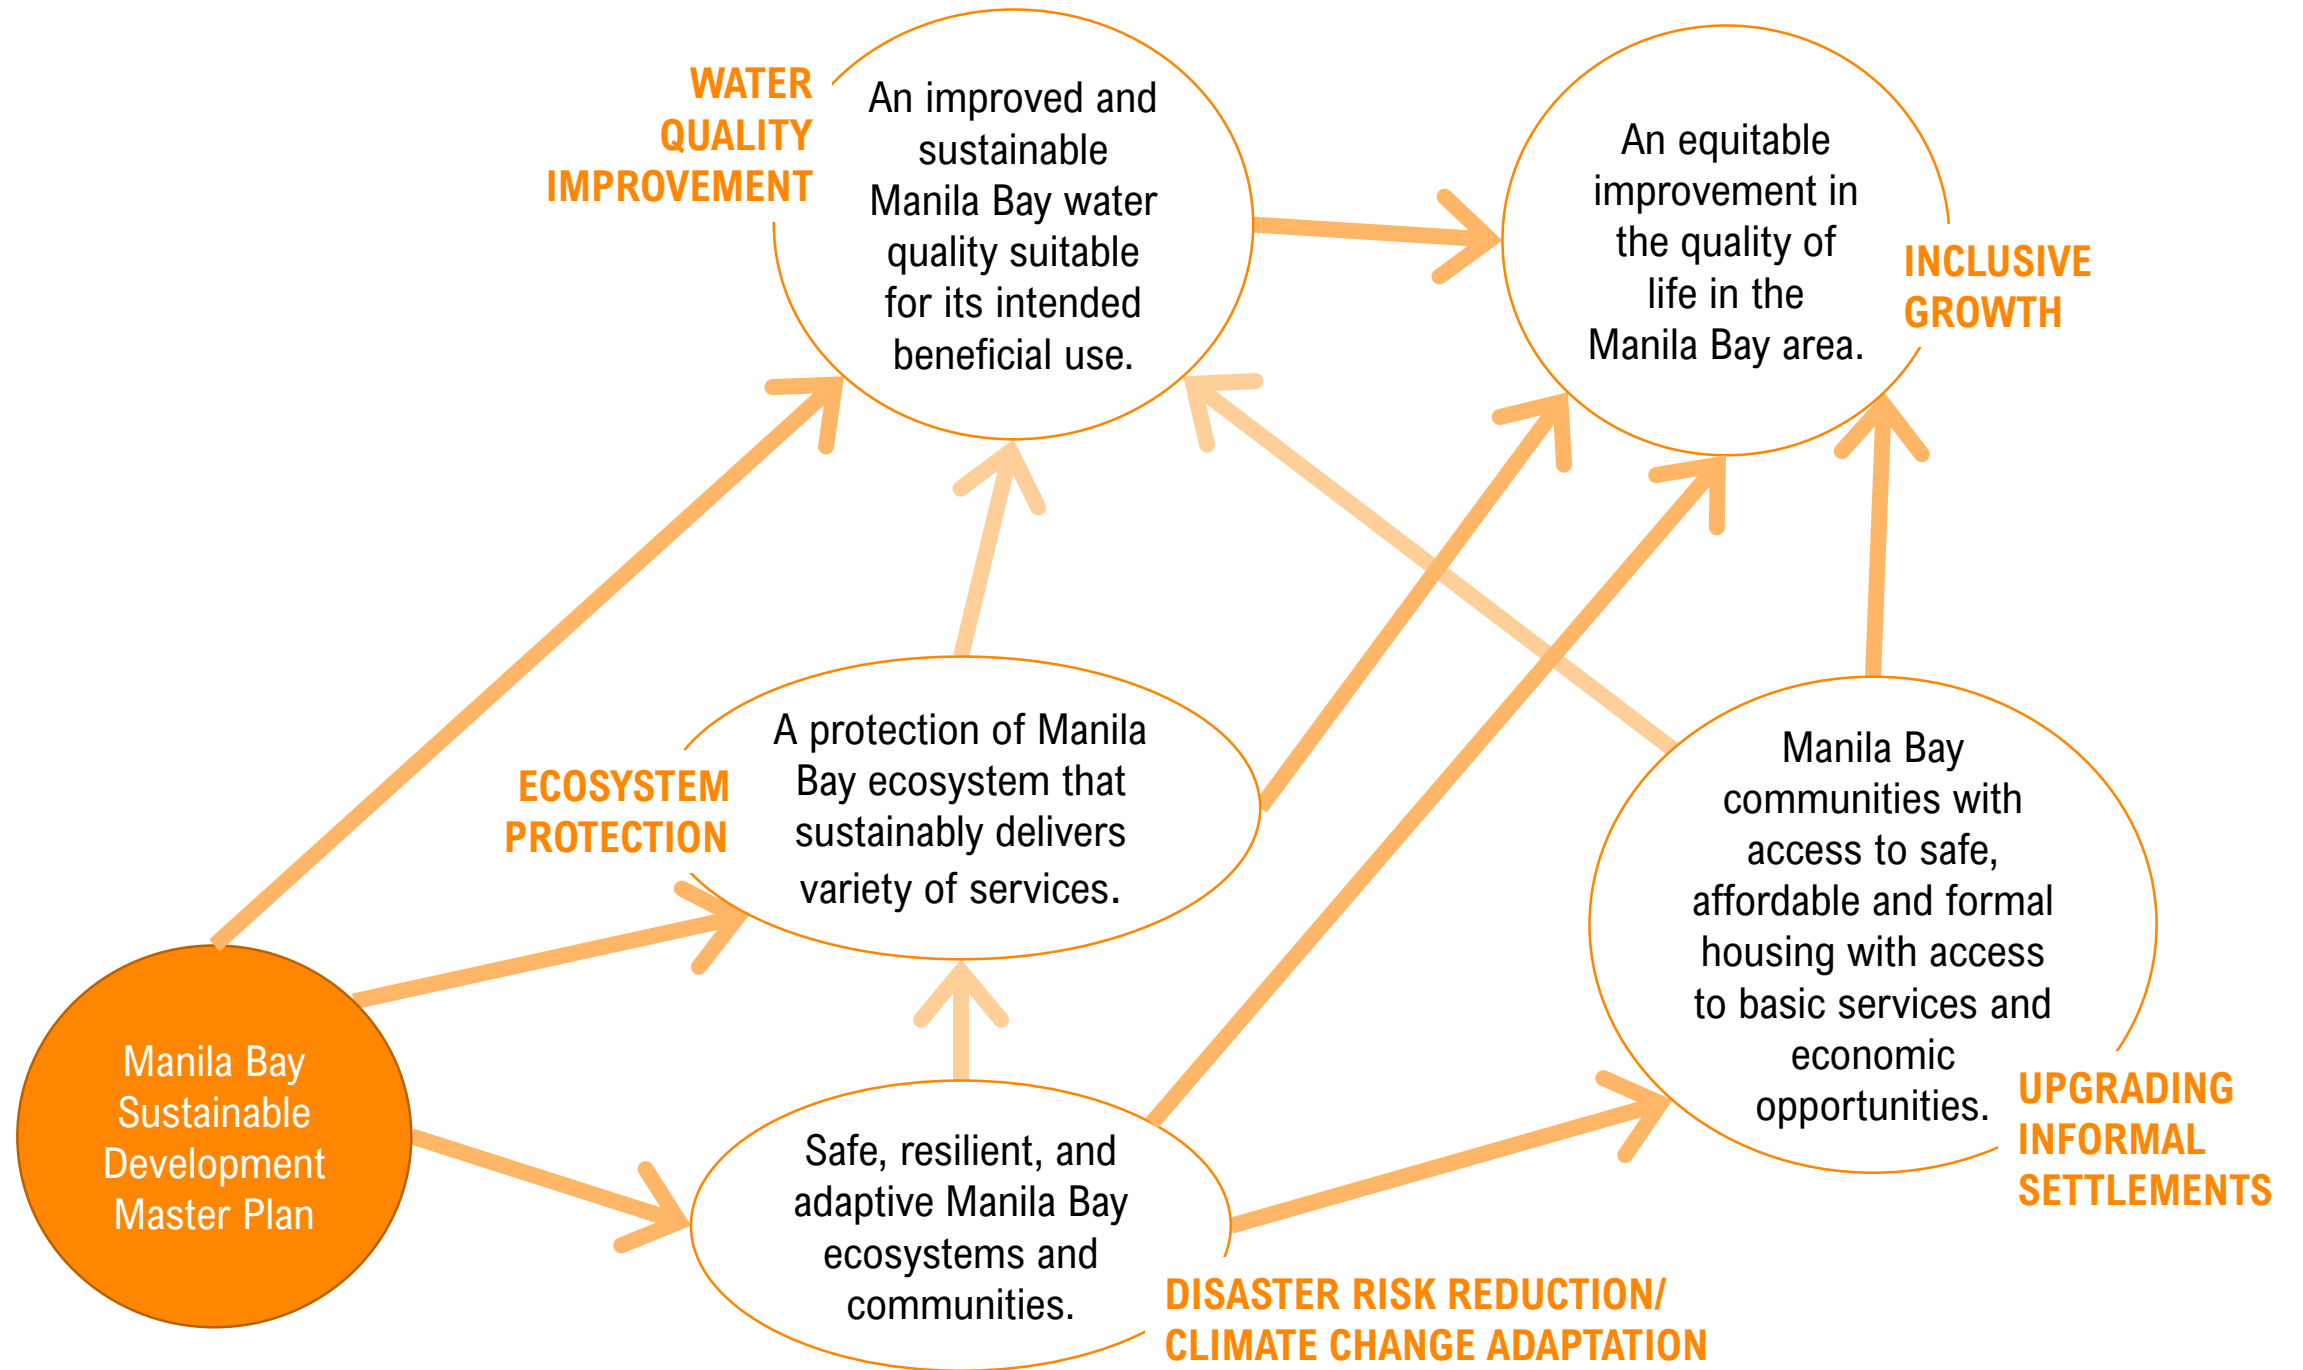 WATER
QUALITY
IMPROVEMENT
An improved and
sustainable
Manila Bay water
quality suitable
for its intended
beneficial use.
An equitable
improvement in
the quality of
life in the
Manila Bay area.
INCLUSIVE
GROWTH
ECOSYSTEM
PROTECTION
A protection of Manila
Bay ecosystem that
sustainably delivers
variety of services.
Manila Bay
communities with
access to safe,
affordable and formal
housing with access
to basic services and
economic
opportunities.
UPGRADING
INFORMAL
SETTLEMENTS
Manila Bay
Sustainable
Development
Master Plan
Safe, resilient, and
adaptive Manila Bay
ecosystems and
communities.
DISASTER RISK REDUCTION/
CLIMATE CHANGE ADAPTATION